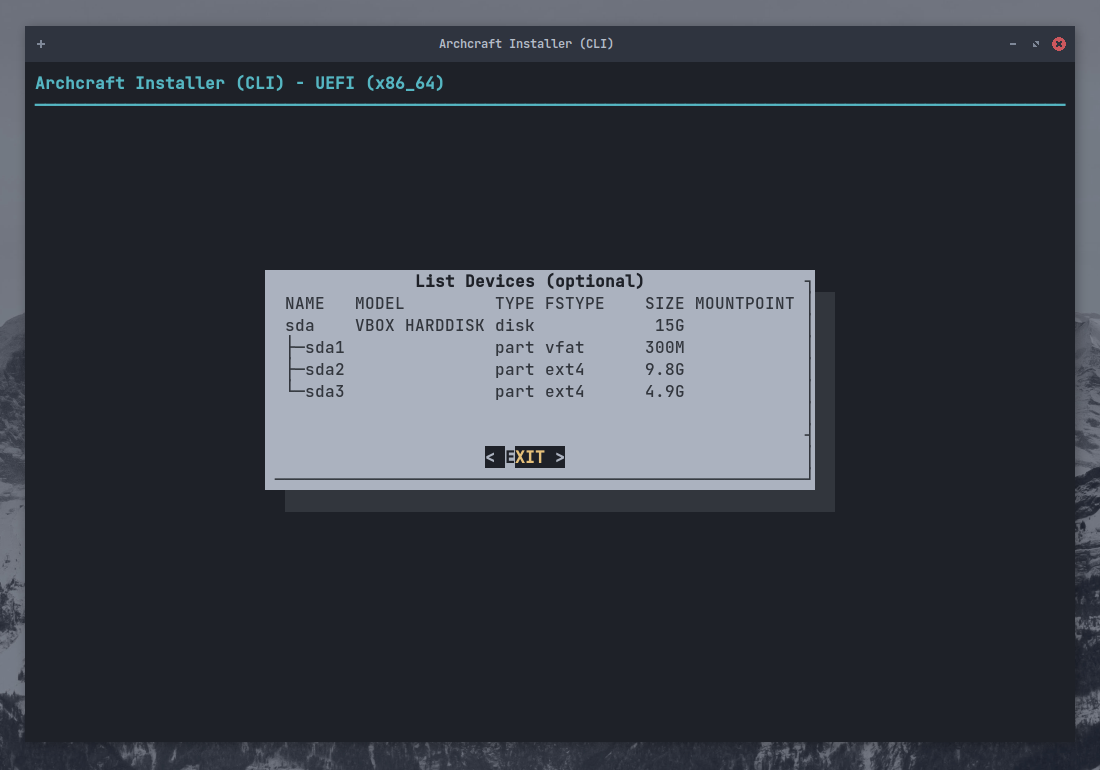 Archcraft Installer (CLI)
Archcraft Installer (CLI) - UEFI (x86_64)
List Devices (optional)
NAME MODEL TYPE FSTYPE SIZE MOUNTPOINT
sda VBOX HARDDISK disk 15G
├─sda1 part vfat 300M
├─sda2 part ext4 9.8G
└─sda3 part ext4 4.9G
< EXIT >